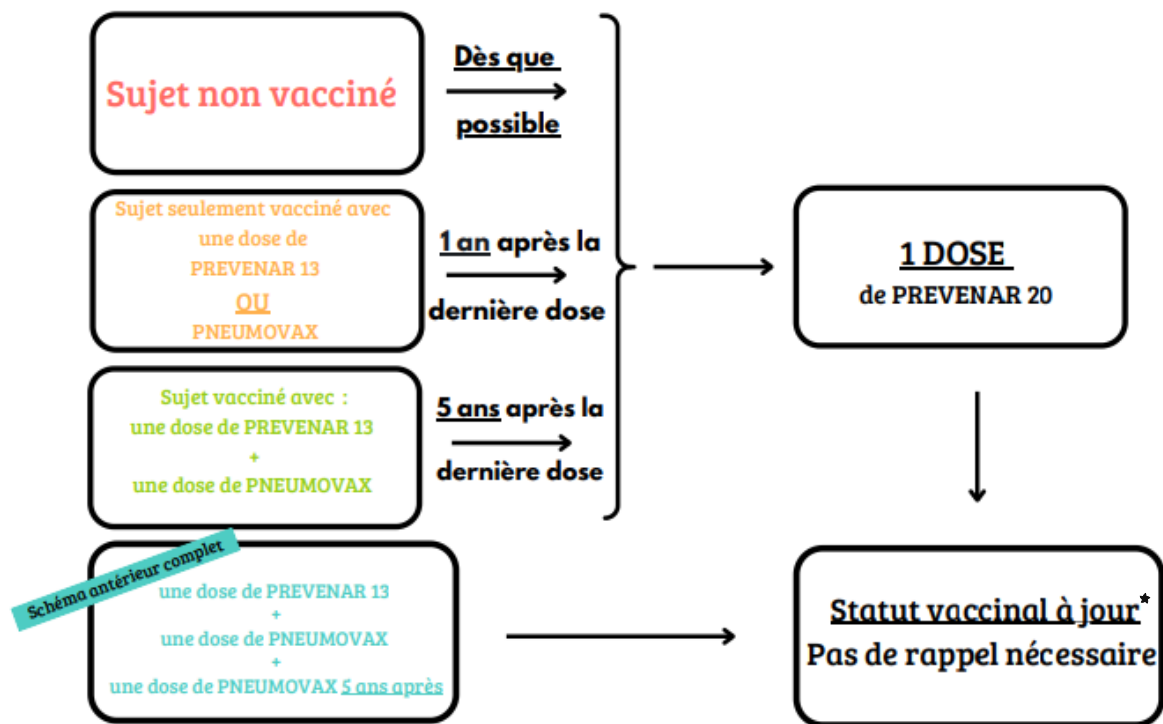 Sujet non vacciné
Dès que
possible
Sujet seulement vacciné avec
une dose de
PREVENAR 13
OU
PNEUMOVAX
1 an après la
dernière dose
Sujet vacciné avec :
une dose de PREVENAR 13
+
une dose de PNEUMOVAX
5 ans après la
dernière dose
1 DOSE
de PREVENAR 20
Schéma antérieur complet
une dose de PREVENAR 13
+
une dose de PNEUMOVAX
+
une dose de PNEUMOVAX 5 ans après
Statut vaccinal à jour*
Pas de rappel nécessaire